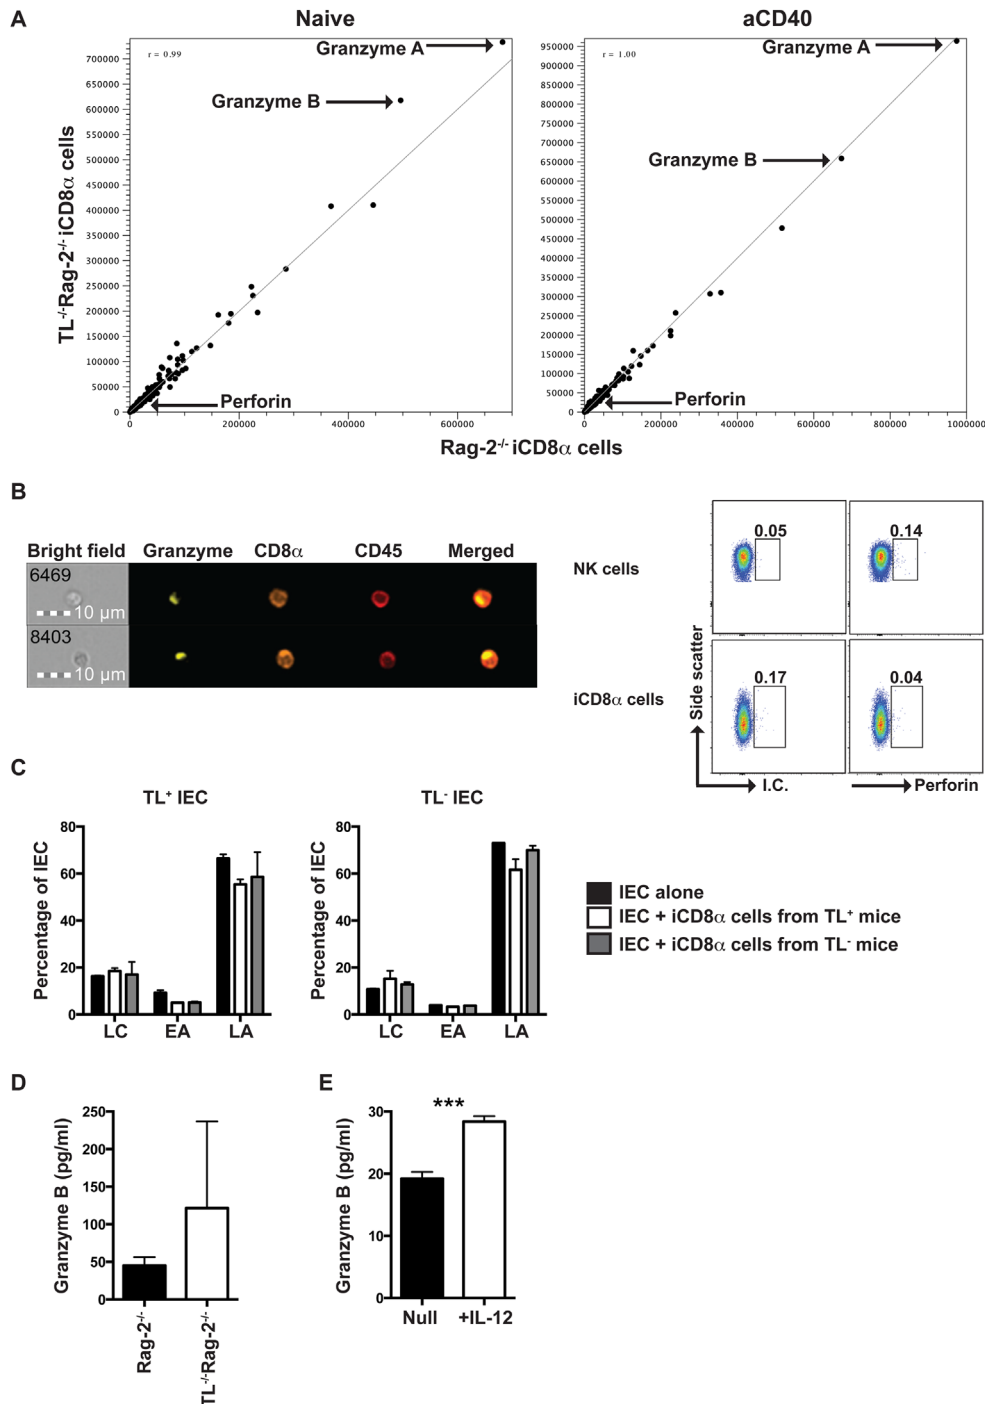 A
Naive
aCD40
r = 0.99
r = 1.00
Granzyme A
Granzyme B
Perforin
Granzyme A
Granzyme B
Perforin
700000
650000
600000
550000
500000
450000
400000
350000
300000
250000
200000
150000
100000
50000
0
0
200000
400000
600000
950000
900000
850000
800000
750000
700000
650000
600000
550000
500000
450000
400000
350000
300000
250000
200000
150000
100000
50000
0
0
200000
400000
600000
800000
1000000
TL-/-Rag-2-/- iCD8α cells
Rag-2-/- iCD8α cells
B
Bright field Granzyme CD8α CD45 Merged
6469
10 µm
8403
10 µm
NK cells
iCD8α cells
0.05
0.14
0.17
0.04
Side scatter
I.C.
Perforin
C
TL+ IEC
Percentage of IEC
80
60
40
20
0
LC EA LA
TL- IEC
Percentage of IEC
80
60
40
20
0
LC EA LA
IEC alone
IEC + iCD8α cells from TL+ mice
IEC + iCD8α cells from TL- mice
D
Granzyme B (pg/ml)
250
200
150
100
50
0
Rag-2-/-
TL-/-Rag-2-/-
E
Granzyme B (pg/ml)
30
20
10
0
***
Null +IL-12